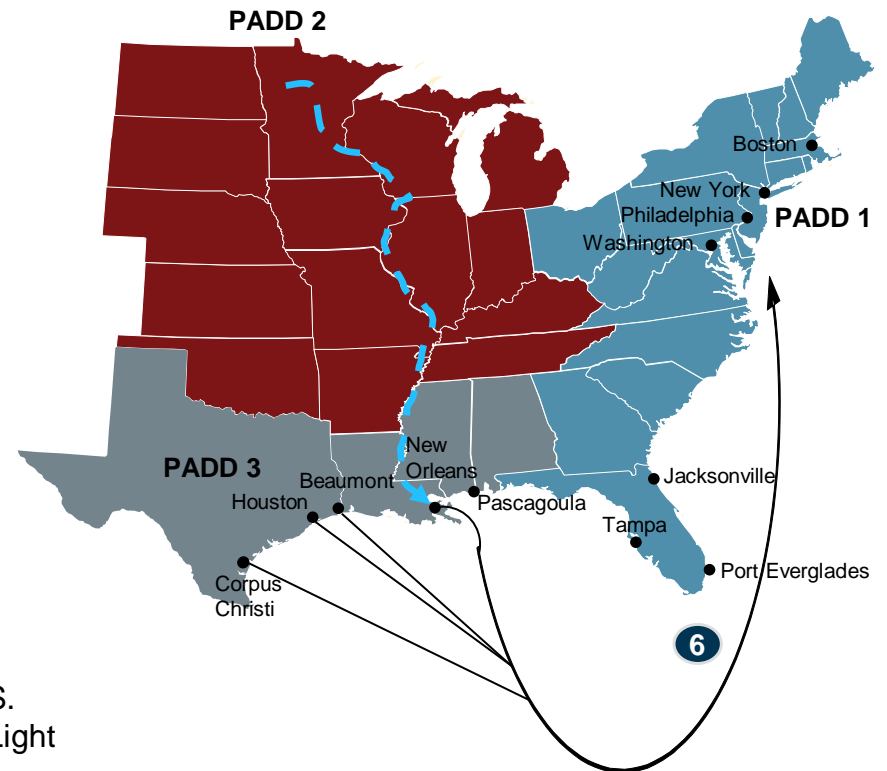 PADD 2
Boston
New York
Philadelphia
PADD 1
Washington
New
Orleans
PADD 3
Beaumont
Houston
Pascagoula
Jacksonville
Tampa
Port Everglades
Corpus
Christi
6
S.
Light